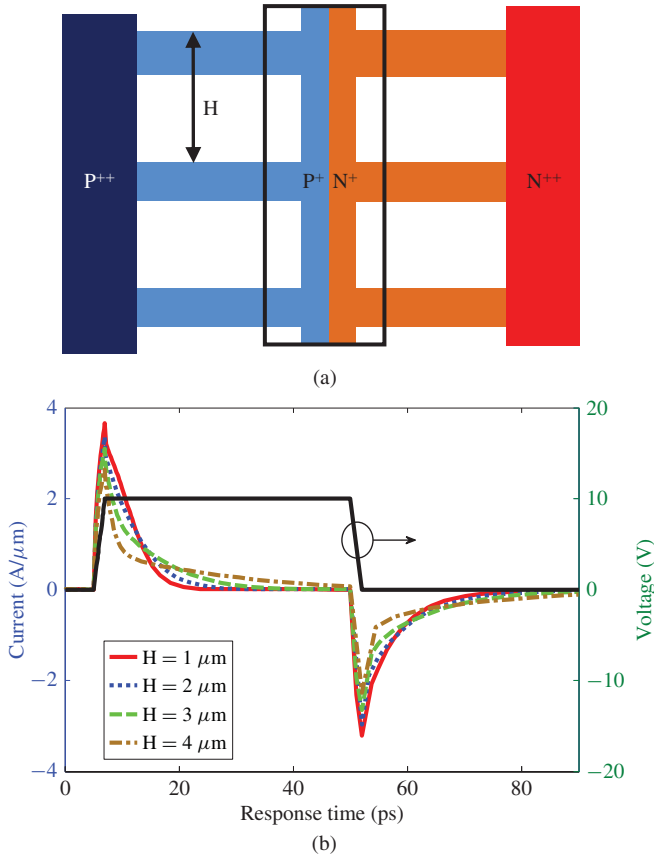 H
P++
P+
N+
N++
(a)
4
2
0
−2
−4
Current (A/μm)
20
10
0
−10
−20
Voltage (V)
H = 1 μm
H = 2 μm
H = 3 μm
H = 4 μm
0
20
40
60
80
Response time (ps)
(b)